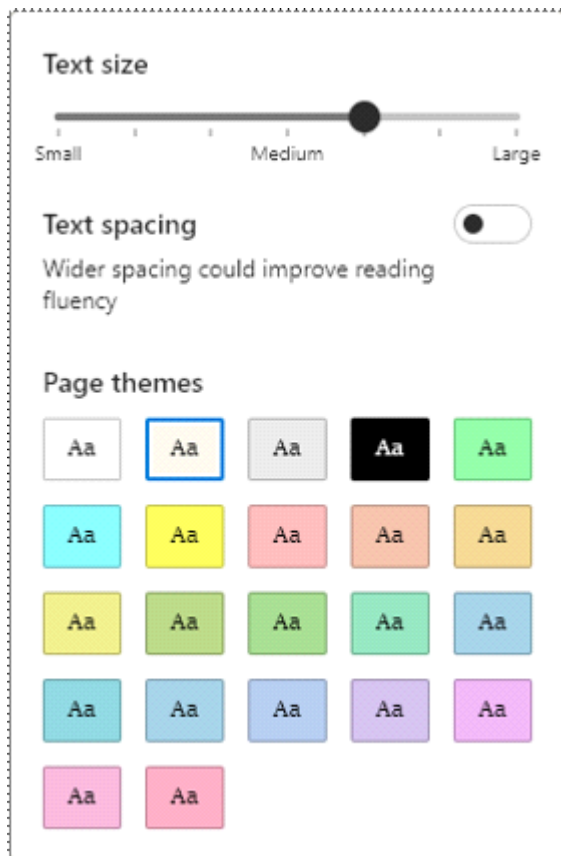 Text size
Small Medium Large
Text spacing
Wider spacing could improve reading
fluency
Page themes
Aa Aa Aa Aa Aa
Aa Aa Aa Aa Aa
Aa Aa Aa Aa Aa
Aa Aa Aa Aa Aa
Aa Aa